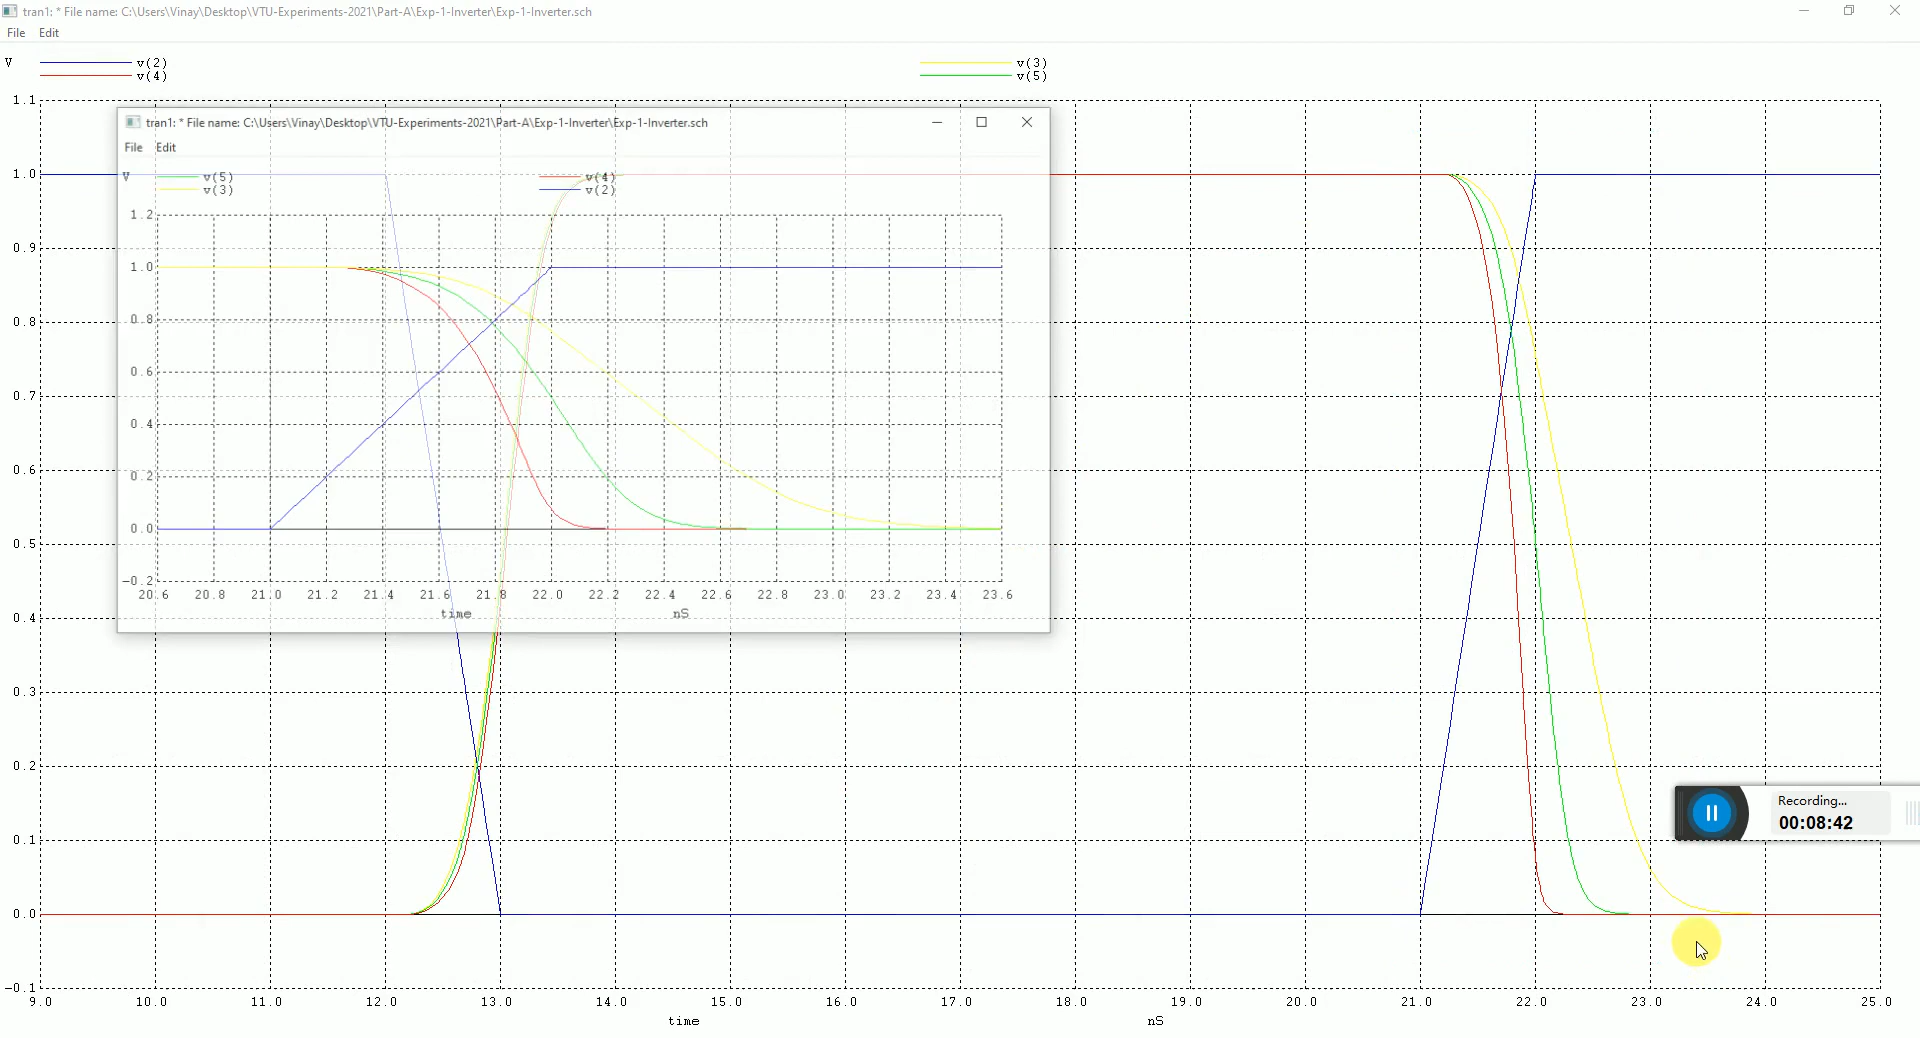 tran1: * File name: C:\Users\Vinay\Desktop\VTU-Experiments-2021\Part-A\Exp-1-Inverter\Exp-1-Inverter.sch
File Edit
V v(2) v(3)
v(4) v(5)
1.1
1.0
0.9
0.8
0.7
0.6
0.5
0.4
0.3
0.2
0.1
0.0
-0.1
9.0 10.0 11.0 12.0 13.0 14.0 15.0 16.0 17.0 18.0 19.0 20.0 21.0 22.0 23.0 24.0 25.0
time nS
tran1: * File name: C:\Users\Vinay\Desktop\VTU-Experiments-2021\Part-A\Exp-1-Inverter\Exp-1-Inverter.sch
File Edit
V v(5) v(4)
v(3) v(2)
1.2
1.0
0.8
0.6
0.4
0.2
0.0
-0.2
20.6 20.8 21.0 21.2 21.4 21.6 21.8 22.0 22.2 22.4 22.6 22.8 23.0 23.2 23.4 23.6
time nS
Recording...
00:08:42